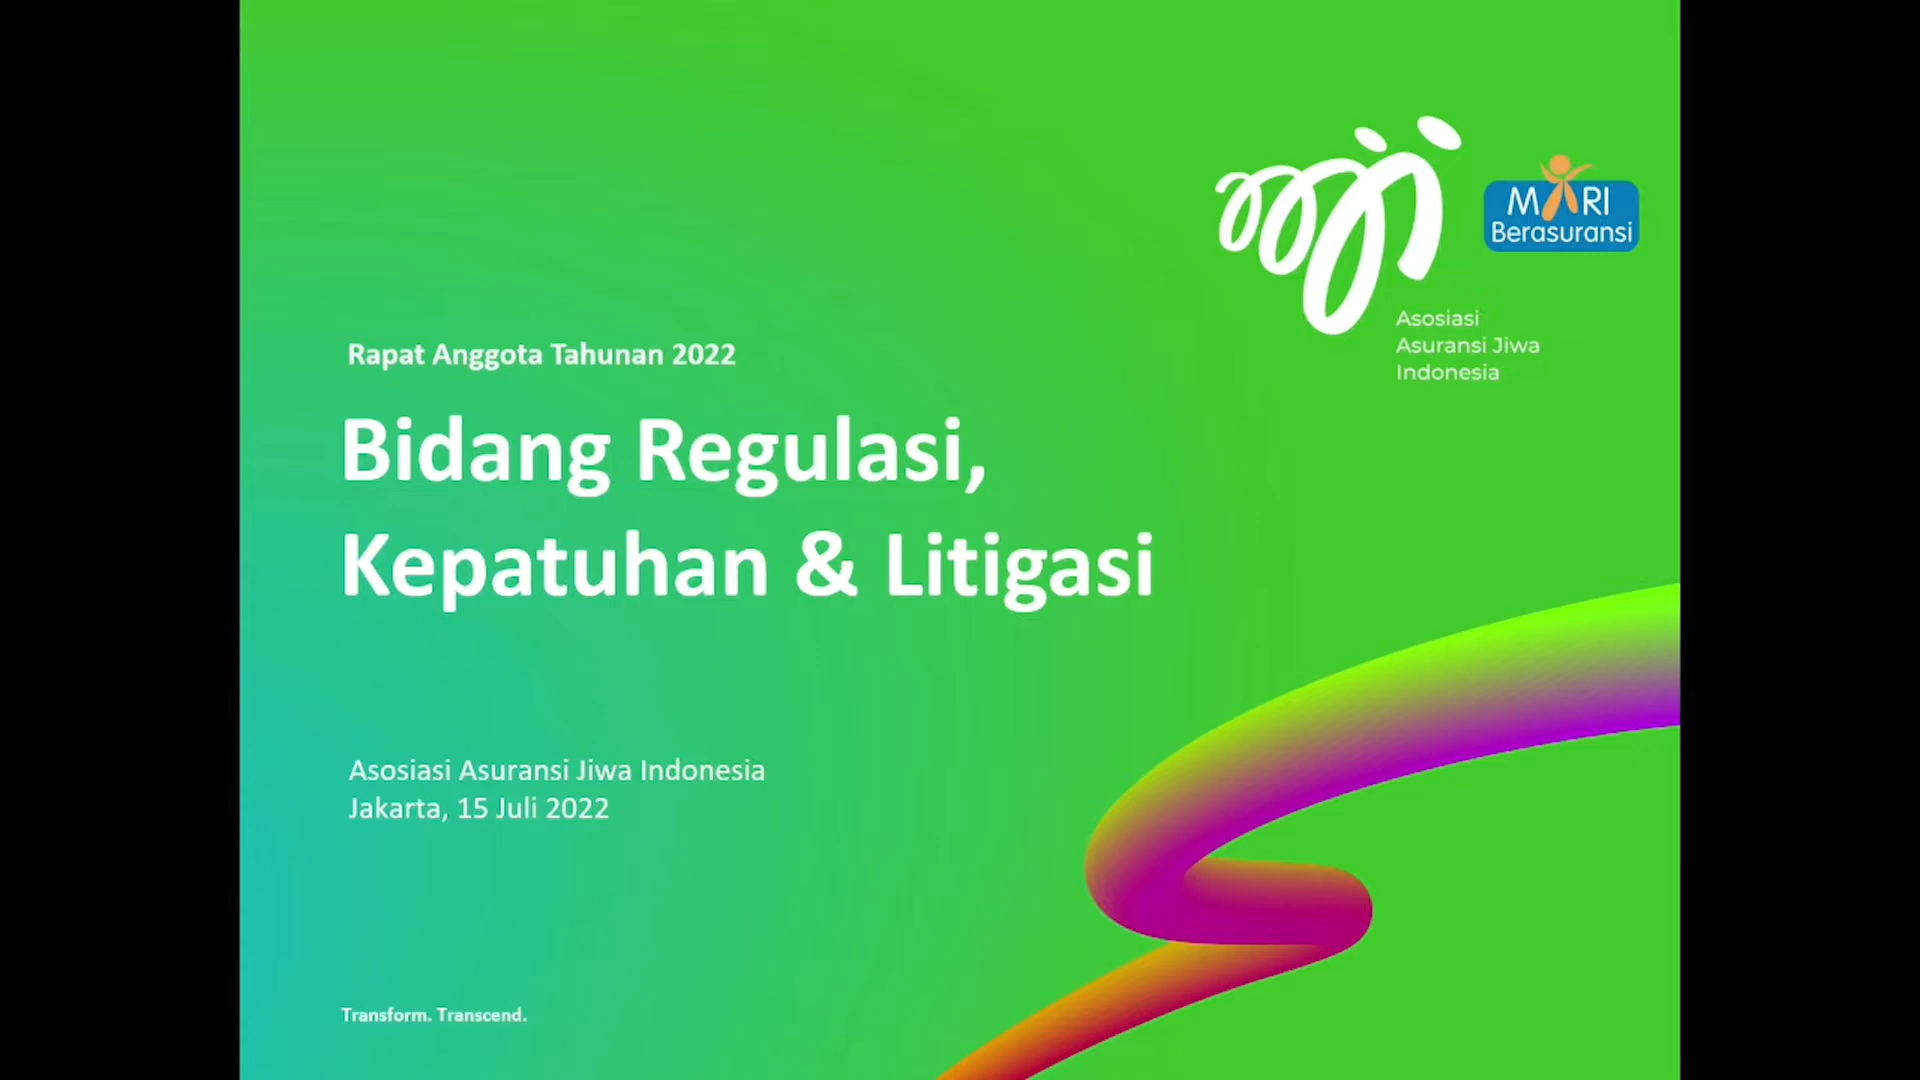 MARI
Berasuransi
Asosiasi
Asuransi Jiwa
Indonesia
Rapat Anggota Tahunan 2022
Bidang Regulasi,
Kepatuhan & Litigasi
Asosiasi Asuransi Jiwa Indonesia
Jakarta, 15 Juli 2022
Transform. Transcend.